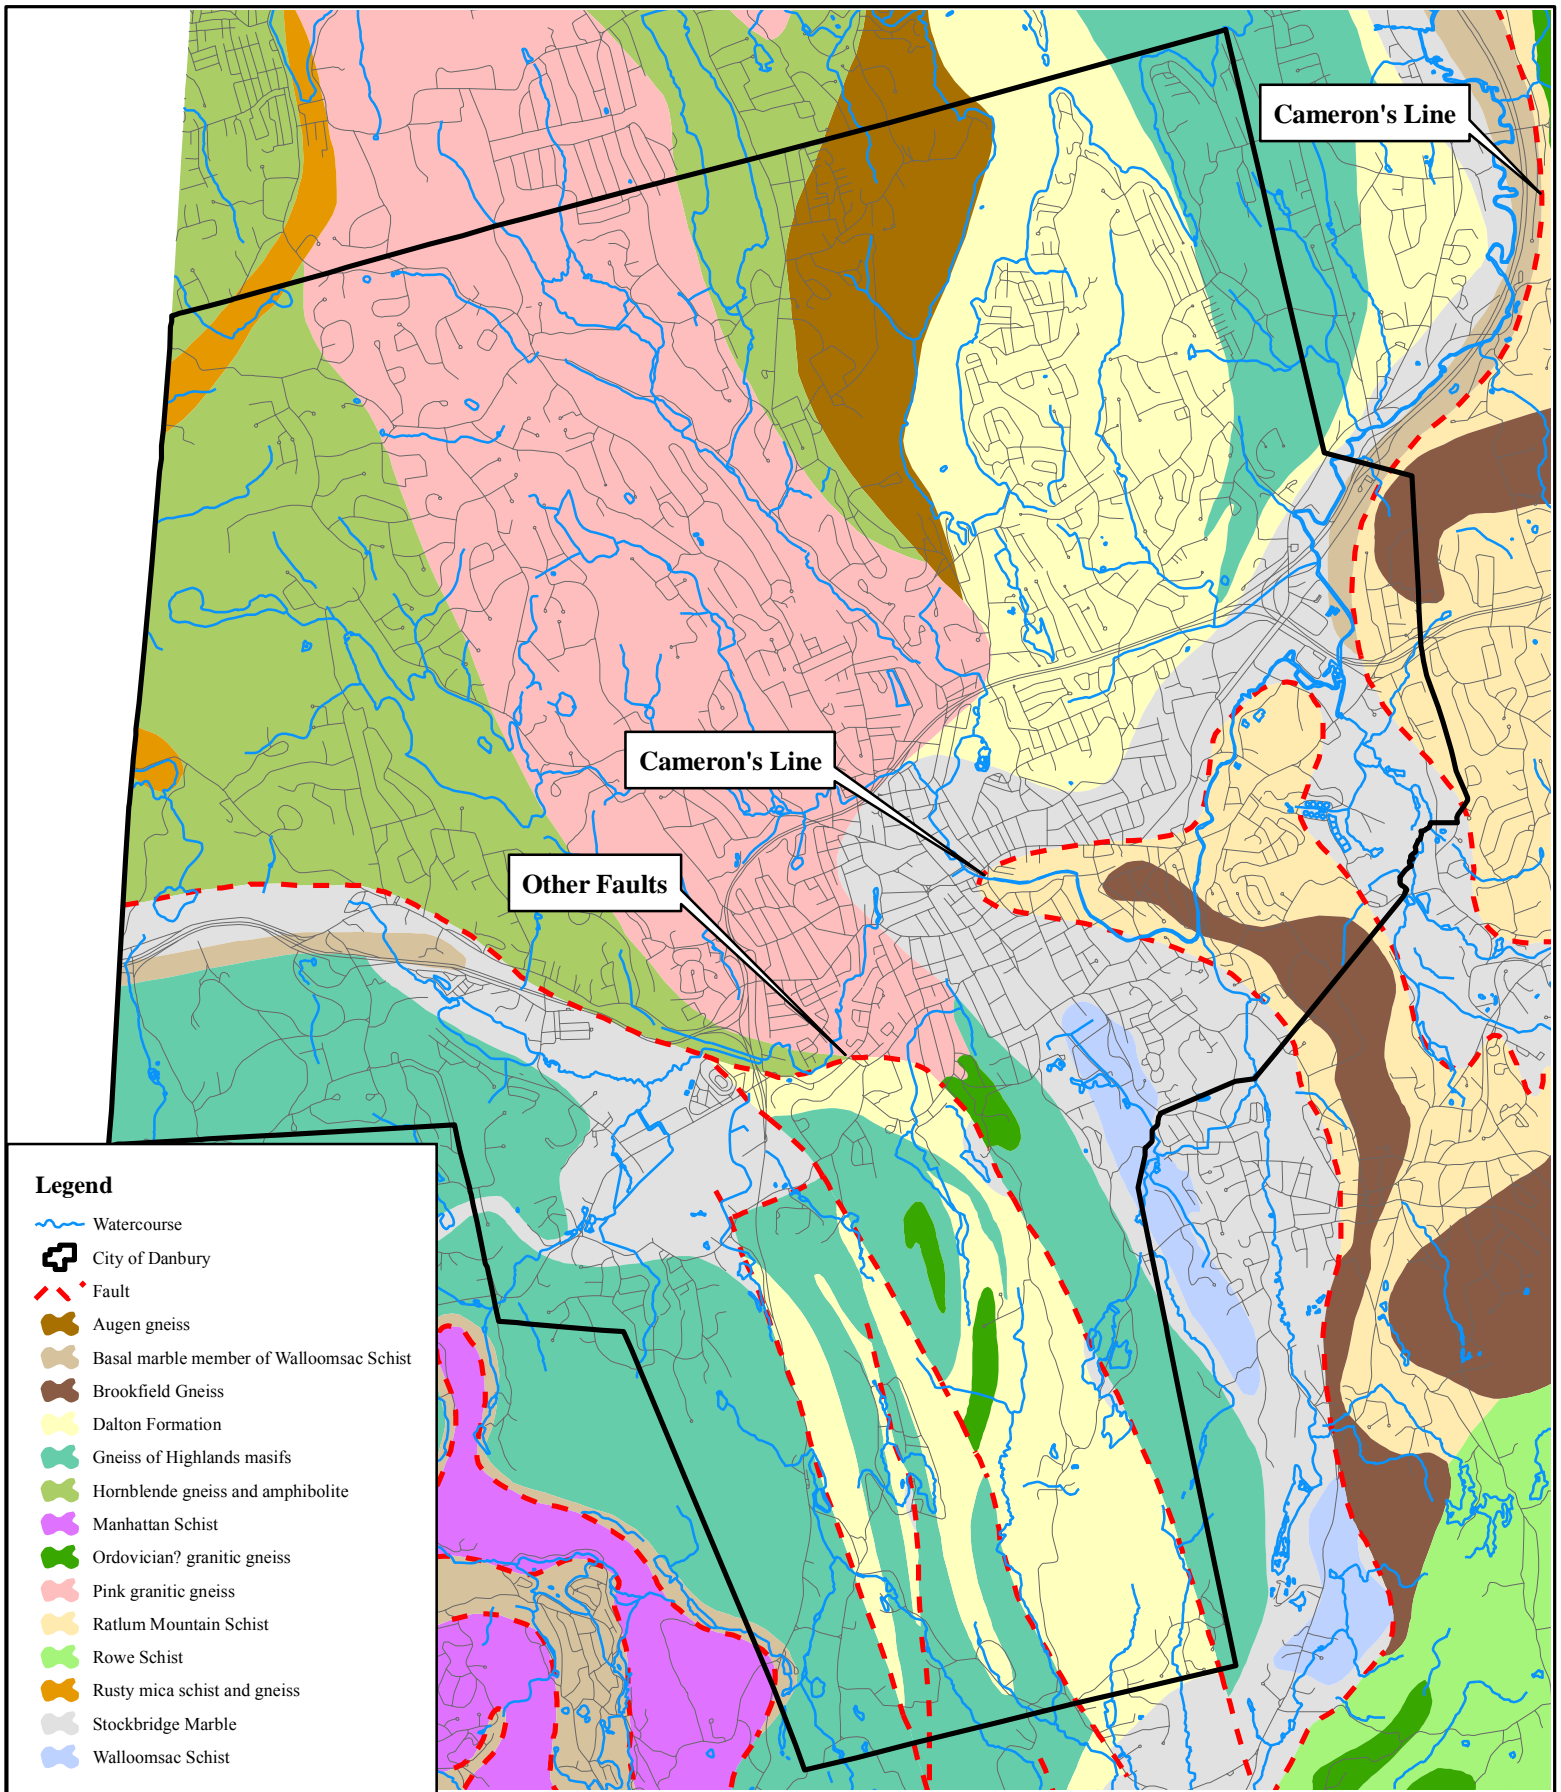 Cameron's Line
Cameron's Line
Other Faults
Legend
Watercourse
City of Danbury
Fault
Augen gneiss
Basal marble member of Walloomsac Schist
Brookfield Gneiss
Dalton Formation
Gneiss of Highlands masifs
Hornblende gneiss and amphibolite
Manhattan Schist
Ordovician? granitic gneiss
Pink granitic gneiss
Ratlum Mountain Schist
Rowe Schist
Rusty mica schist and gneiss
Stockbridge Marble
Walloomsac Schist